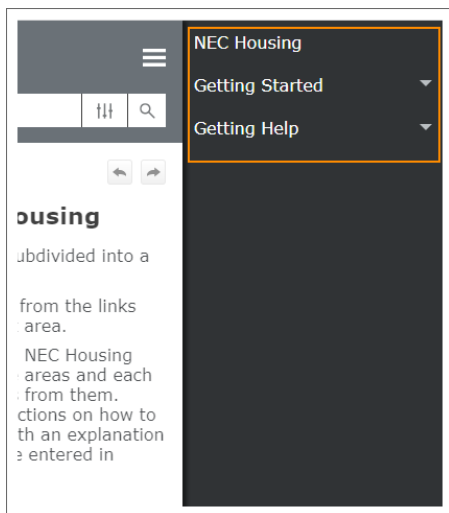 NEC Housing
Getting Started
Getting Help
ousing
ubdivided into a
from the links
area.
NEC Housing
areas and each
from them.
ctions on how to
th an explanation
entered in